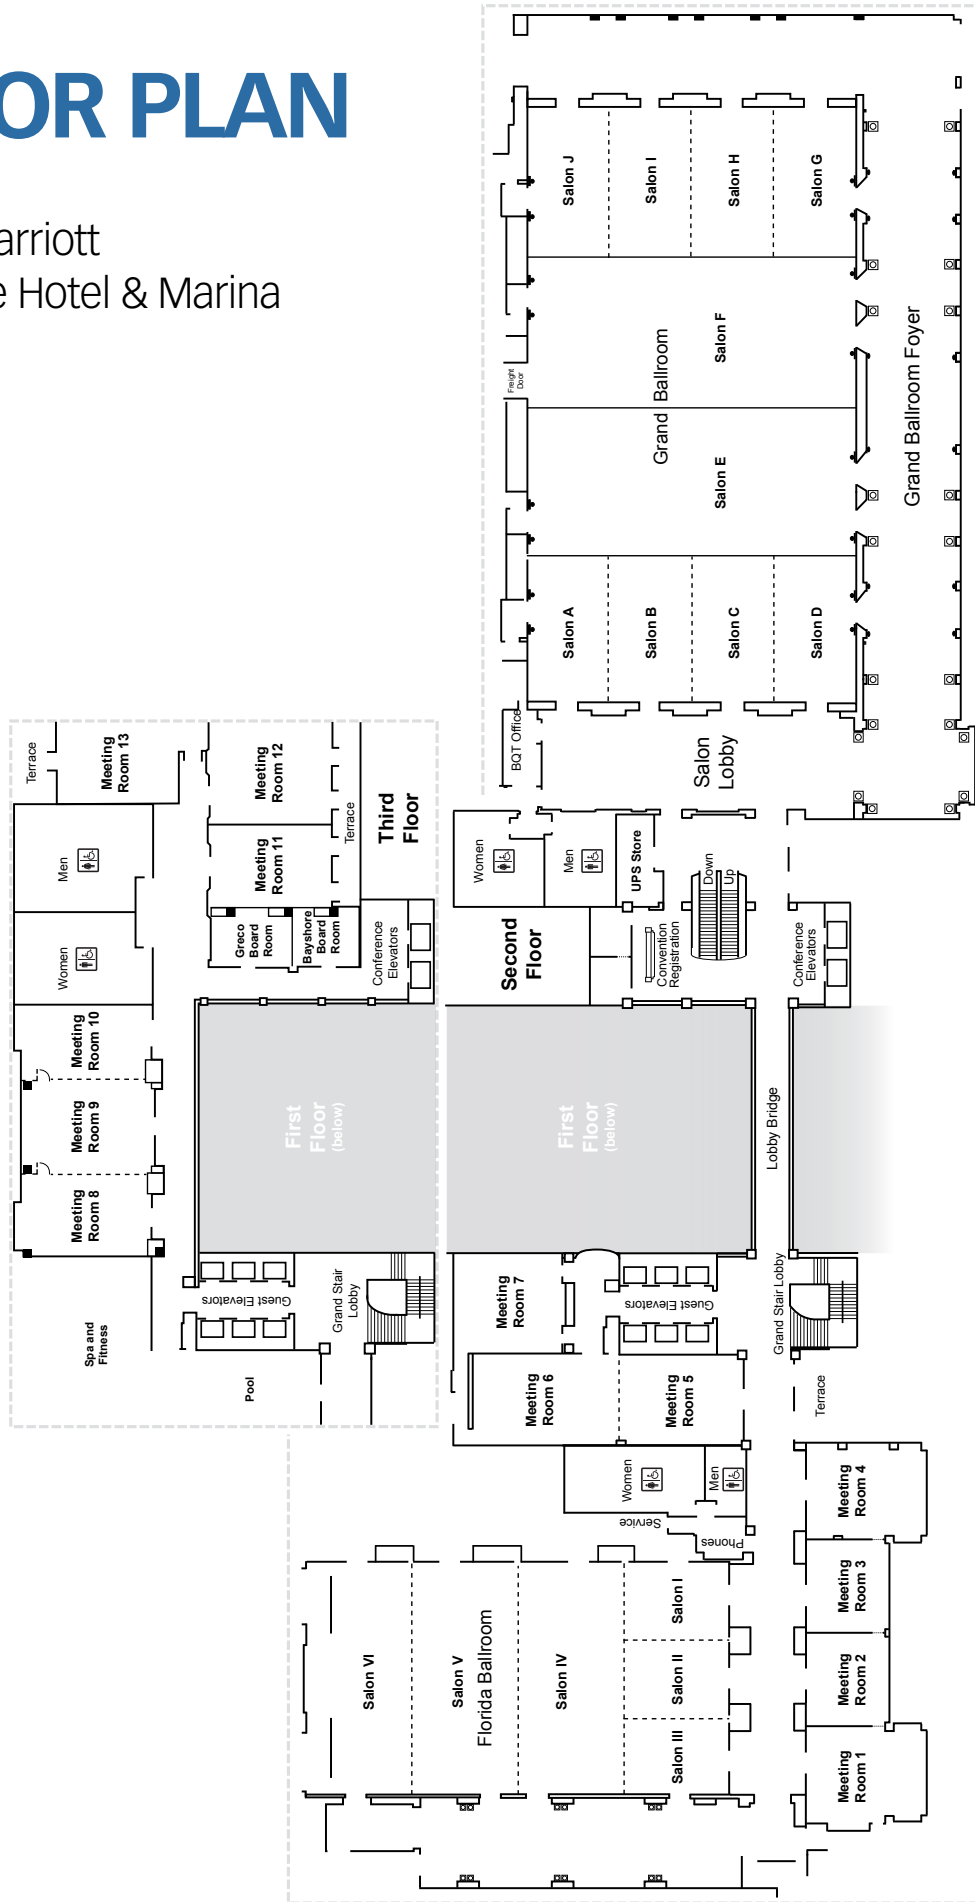 OR PLAN
arriott
e Hotel & Marina
Salon J
Salon I
Salon H
Salon G
Salon F
Grand Ballroom
Salon E
Freight
Door
Grand Ballroom Foyer
Salon A
Salon B
Salon C
Salon D
BQT Office
Salon
Lobby
Terrace
Meeting
Room 13
Meeting
Room 12
Meeting
Room 11
Terrace
Third
Floor
Men
Women
Greco
Board
Room
Bayshore
Board
Room
Conference
Elevators
Meeting
Room 10
Meeting
Room 9
Meeting
Room 8
First
Floor
(below)
Guest Elevators
Grand Stair
Lobby
Spa and
Fitness
Pool
Women
Men
UPS Store
Down
Up
Second
Floor
Convention
Registration
Conference
Elevators
First
Floor
(below)
Lobby Bridge
Meeting
Room 7
Guest Elevators
Grand Stair Lobby
Meeting
Room 6
Meeting
Room 5
Terrace
Women
Men
Service
Phones
Meeting
Room 4
Meeting
Room 3
Meeting
Room 2
Meeting
Room 1
Salon VI
Salon V
Florida Ballroom
Salon IV
Salon I
Salon II
Salon III